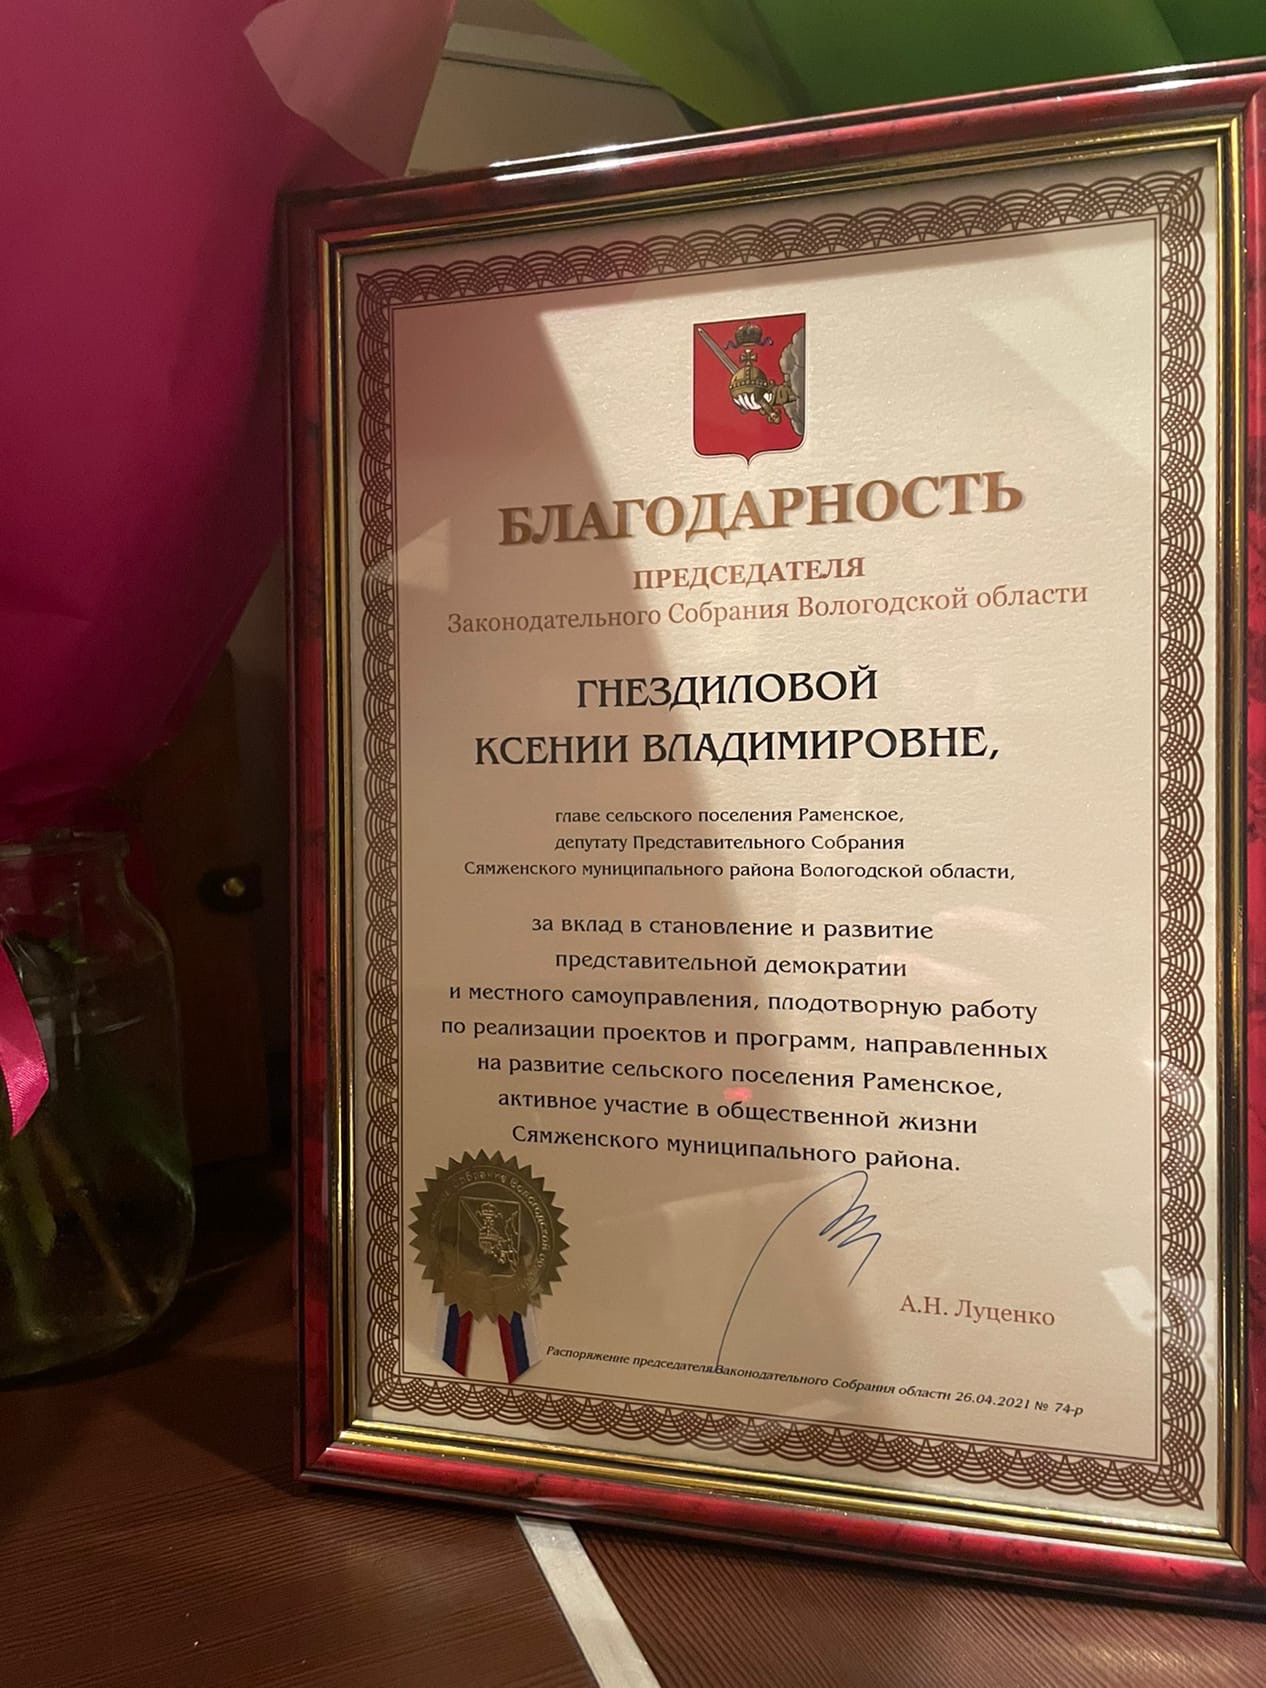 БЛАГОДАРНОСТЬ
ПРЕДСЕДАТЕЛЯ
Законодательного Собрания Вологодской области
ГНЕЗДИЛОВОЙ
КСЕНИИ ВЛАДИМИРОВНЕ,
главе сельского поселения Раменское,
депутату Представительного Собрания
Сямженского муниципального района Вологодской области,
за вклад в становление и развитие
представительной демократии
и местного самоуправления, плодотворную работу
по реализации проектов и программ, направленных
на развитие сельского поселения Раменское,
активное участие в общественной жизни
Сямженского муниципального района.
Собрание Вологодской
А.Н. Луценко
Распоряжение председателя Законодательного Собрания области 26.04.2021 № 74-р